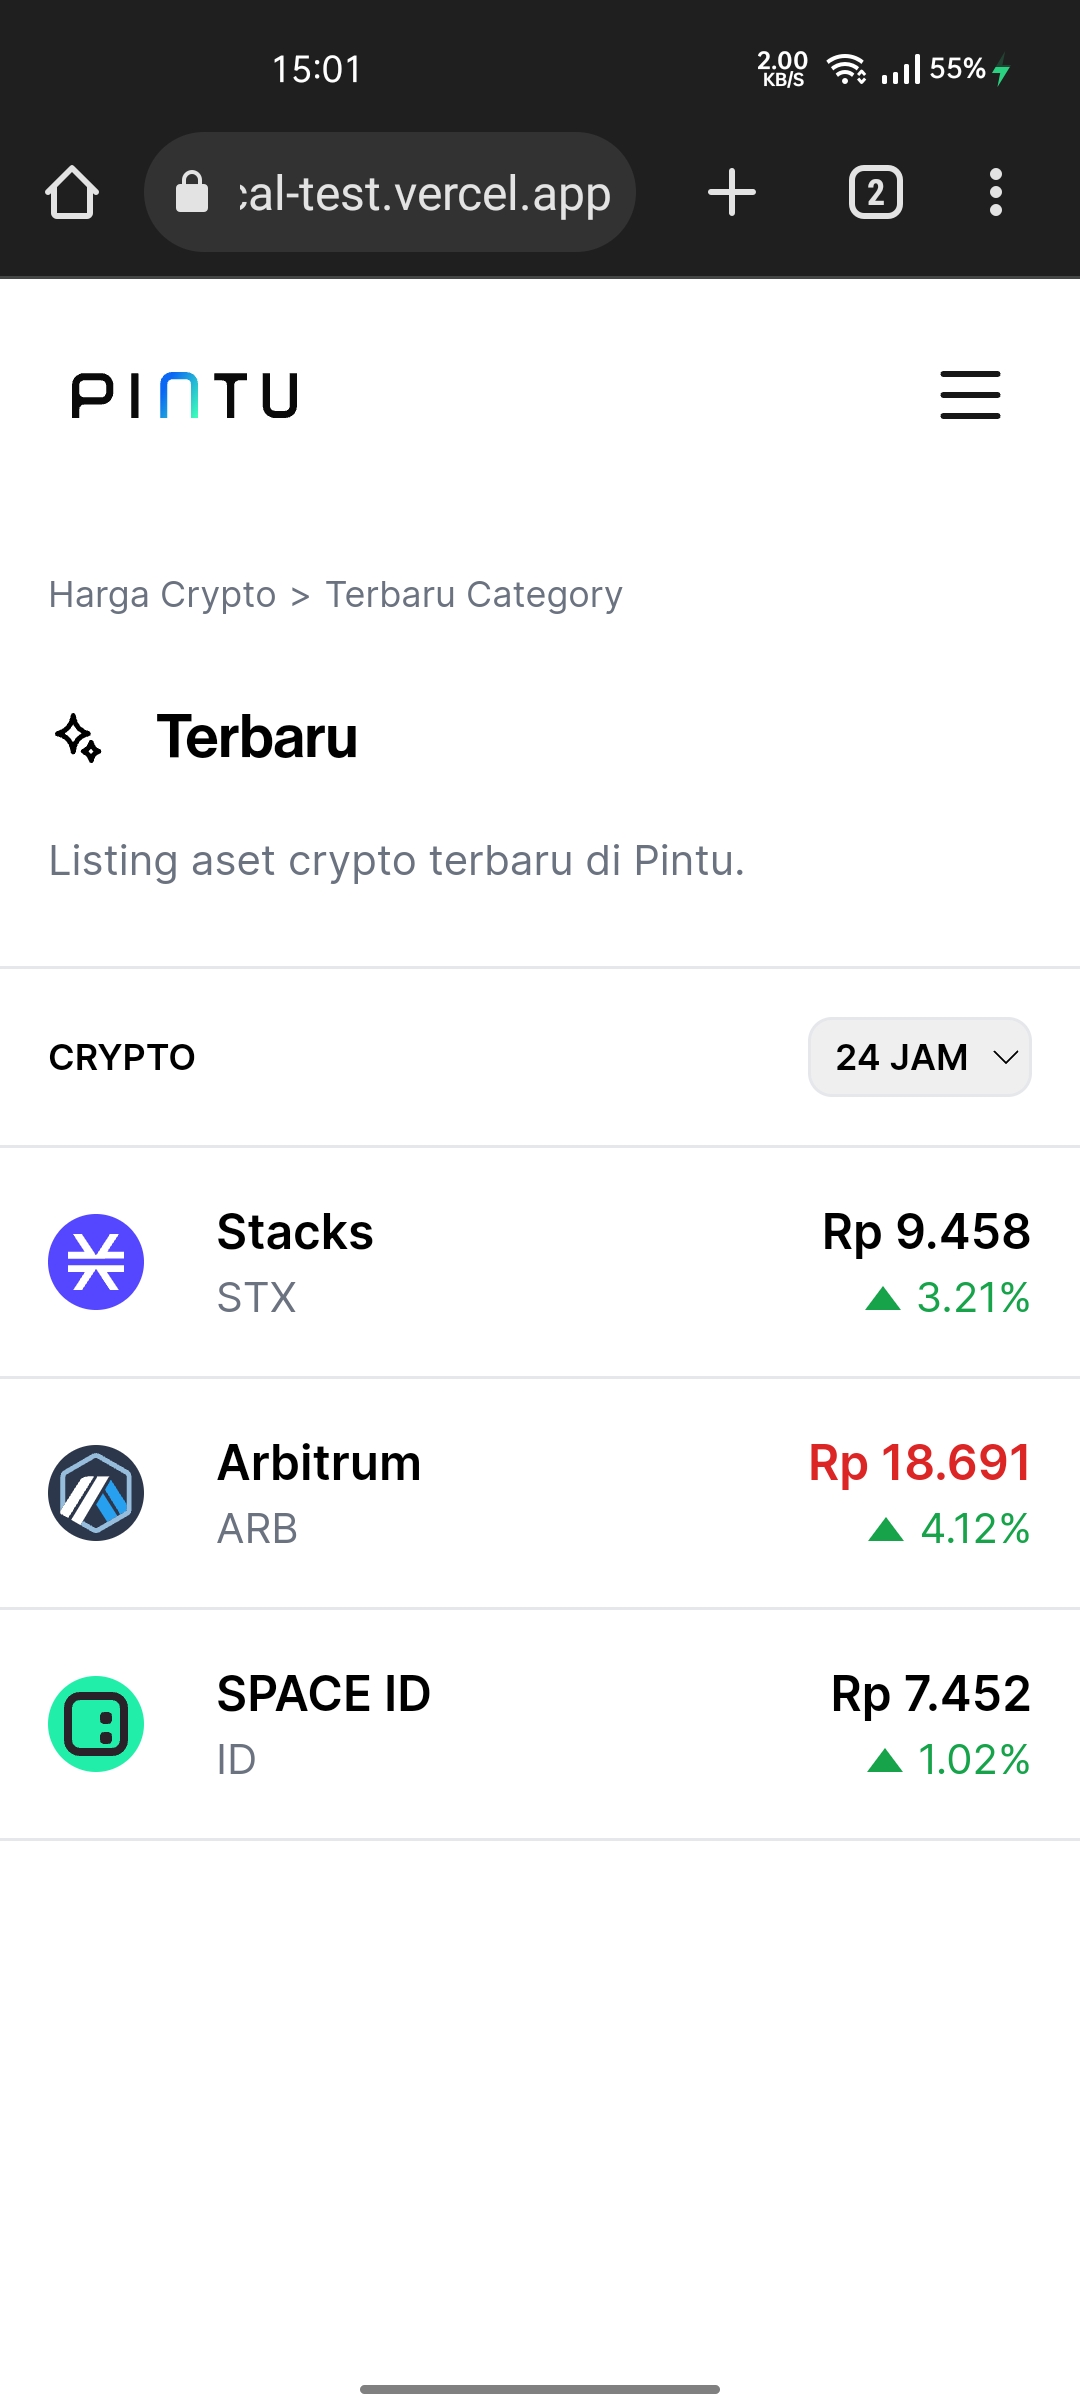 15:01
2.00
KB/S
55%
cal-test.vercel.app
2
PINTU
Harga Crypto > Terbaru Category
Terbaru
Listing aset crypto terbaru di Pintu.
CRYPTO
24 JAM
Stacks
Rp 9.458
STX
▲ 3.21%
Arbitrum
Rp 18.691
ARB
▲ 4.12%
SPACE ID
Rp 7.452
ID
▲ 1.02%